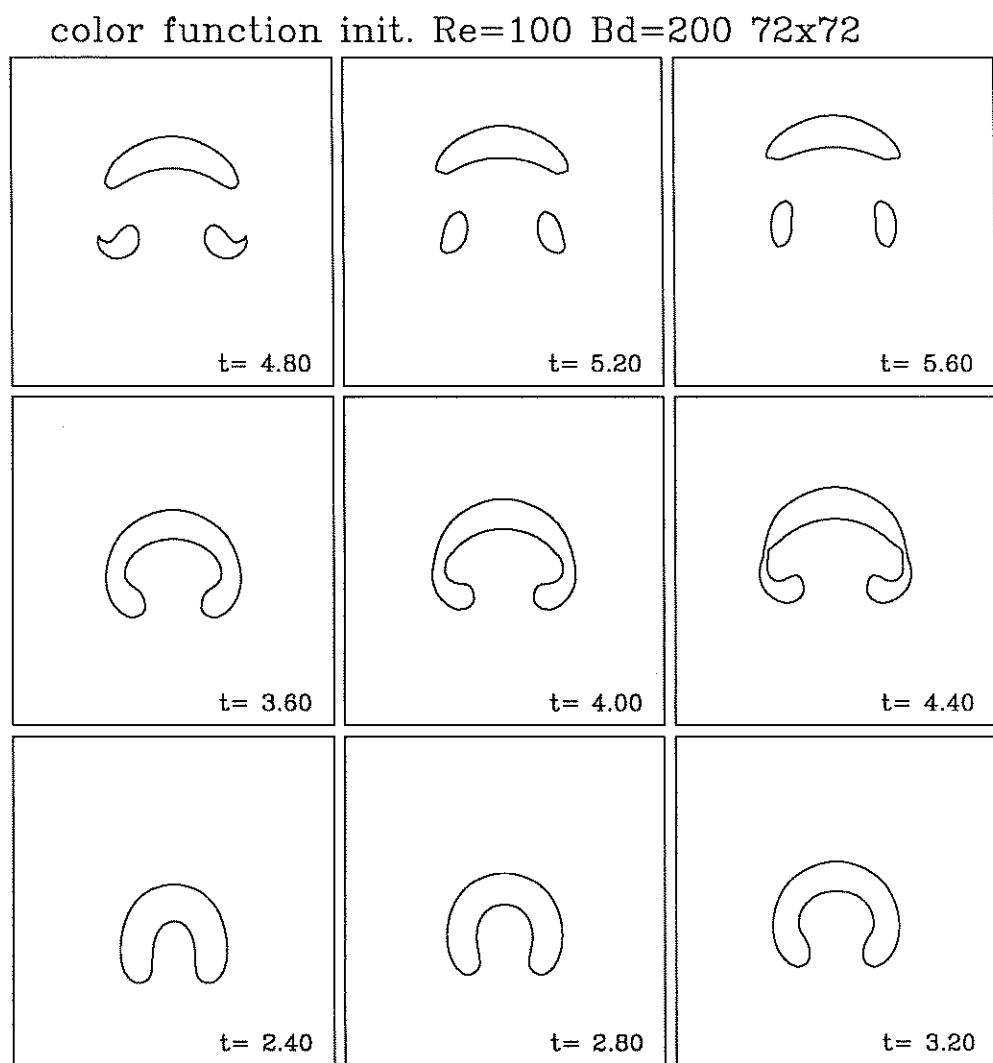 color function init. Re=100 Bd=200 72x72
t= 4.80
t= 5.20
t= 5.60
t= 3.60
t= 4.00
t= 4.40
t= 2.40
t= 2.80
t= 3.20